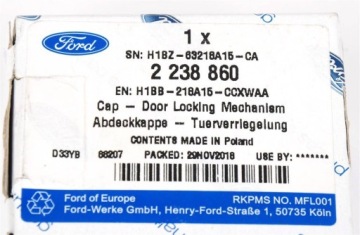 Ford
1 x
SN: H1BZ-63218A15-CA
2 238 860
EN: H1BB-218A15-CCXWAA
Cap - Door Locking Mechanism
Abdeckkappe - Tuerverriegelung
CONTENTS MADE IN Poland
D33YB 66207 PACKED: 29NOV2018 USE BY: *******
Ford of Europe RKPMS NO. MFL001
Ford-Werke GmbH, Henry-Ford-Straße 1, 50735 Köln